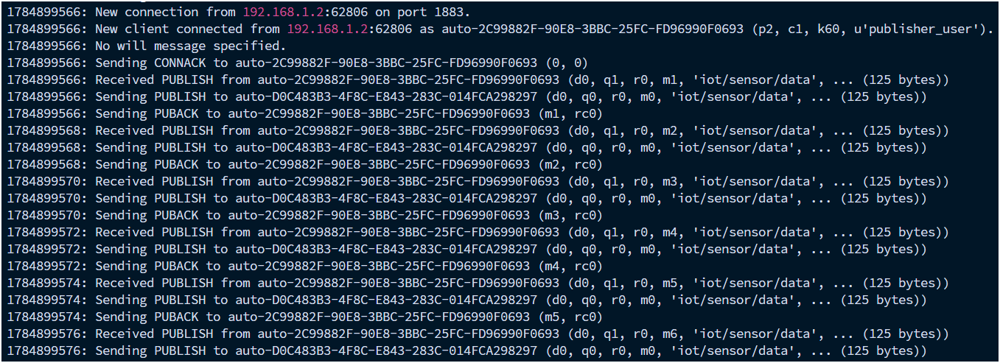 1784899566: New connection from 192.168.1.2:62806 on port 1883.
1784899566: New client connected from 192.168.1.2:62806 as auto-2C99882F-90E8-3BBC-25FC-FD96990F0693 (p2, c1, k60, u'publisher_user').
1784899566: No will message specified.
1784899566: Sending CONNACK to auto-2C99882F-90E8-3BBC-25FC-FD96990F0693 (0, 0)
1784899566: Received PUBLISH from auto-2C99882F-90E8-3BBC-25FC-FD96990F0693 (d0, q1, r0, m1, 'iot/sensor/data', ... (125 bytes))
1784899566: Sending PUBLISH to auto-D0C483B3-4F8C-E843-283C-014FCA298297 (d0, q0, r0, m0, 'iot/sensor/data', ... (125 bytes))
1784899566: Sending PUBACK to auto-2C99882F-90E8-3BBC-25FC-FD96990F0693 (m1, rc0)
1784899568: Received PUBLISH from auto-2C99882F-90E8-3BBC-25FC-FD96990F0693 (d0, q1, r0, m2, 'iot/sensor/data', ... (125 bytes))
1784899568: Sending PUBLISH to auto-D0C483B3-4F8C-E843-283C-014FCA298297 (d0, q0, r0, m0, 'iot/sensor/data', ... (125 bytes))
1784899568: Sending PUBACK to auto-2C99882F-90E8-3BBC-25FC-FD96990F0693 (m2, rc0)
1784899570: Received PUBLISH from auto-2C99882F-90E8-3BBC-25FC-FD96990F0693 (d0, q1, r0, m3, 'iot/sensor/data', ... (125 bytes))
1784899570: Sending PUBLISH to auto-D0C483B3-4F8C-E843-283C-014FCA298297 (d0, q0, r0, m0, 'iot/sensor/data', ... (125 bytes))
1784899570: Sending PUBACK to auto-2C99882F-90E8-3BBC-25FC-FD96990F0693 (m3, rc0)
1784899572: Received PUBLISH from auto-2C99882F-90E8-3BBC-25FC-FD96990F0693 (d0, q1, r0, m4, 'iot/sensor/data', ... (125 bytes))
1784899572: Sending PUBLISH to auto-D0C483B3-4F8C-E843-283C-014FCA298297 (d0, q0, r0, m0, 'iot/sensor/data', ... (125 bytes))
1784899572: Sending PUBACK to auto-2C99882F-90E8-3BBC-25FC-FD96990F0693 (m4, rc0)
1784899574: Received PUBLISH from auto-2C99882F-90E8-3BBC-25FC-FD96990F0693 (d0, q1, r0, m5, 'iot/sensor/data', ... (125 bytes))
1784899574: Sending PUBLISH to auto-D0C483B3-4F8C-E843-283C-014FCA298297 (d0, q0, r0, m0, 'iot/sensor/data', ... (125 bytes))
1784899574: Sending PUBACK to auto-2C99882F-90E8-3BBC-25FC-FD96990F0693 (m5, rc0)
1784899576: Received PUBLISH from auto-2C99882F-90E8-3BBC-25FC-FD96990F0693 (d0, q1, r0, m6, 'iot/sensor/data', ... (125 bytes))
1784899576: Sending PUBLISH to auto-D0C483B3-4F8C-E843-283C-014FCA298297 (d0, q0, r0, m0, 'iot/sensor/data', ... (125 bytes))